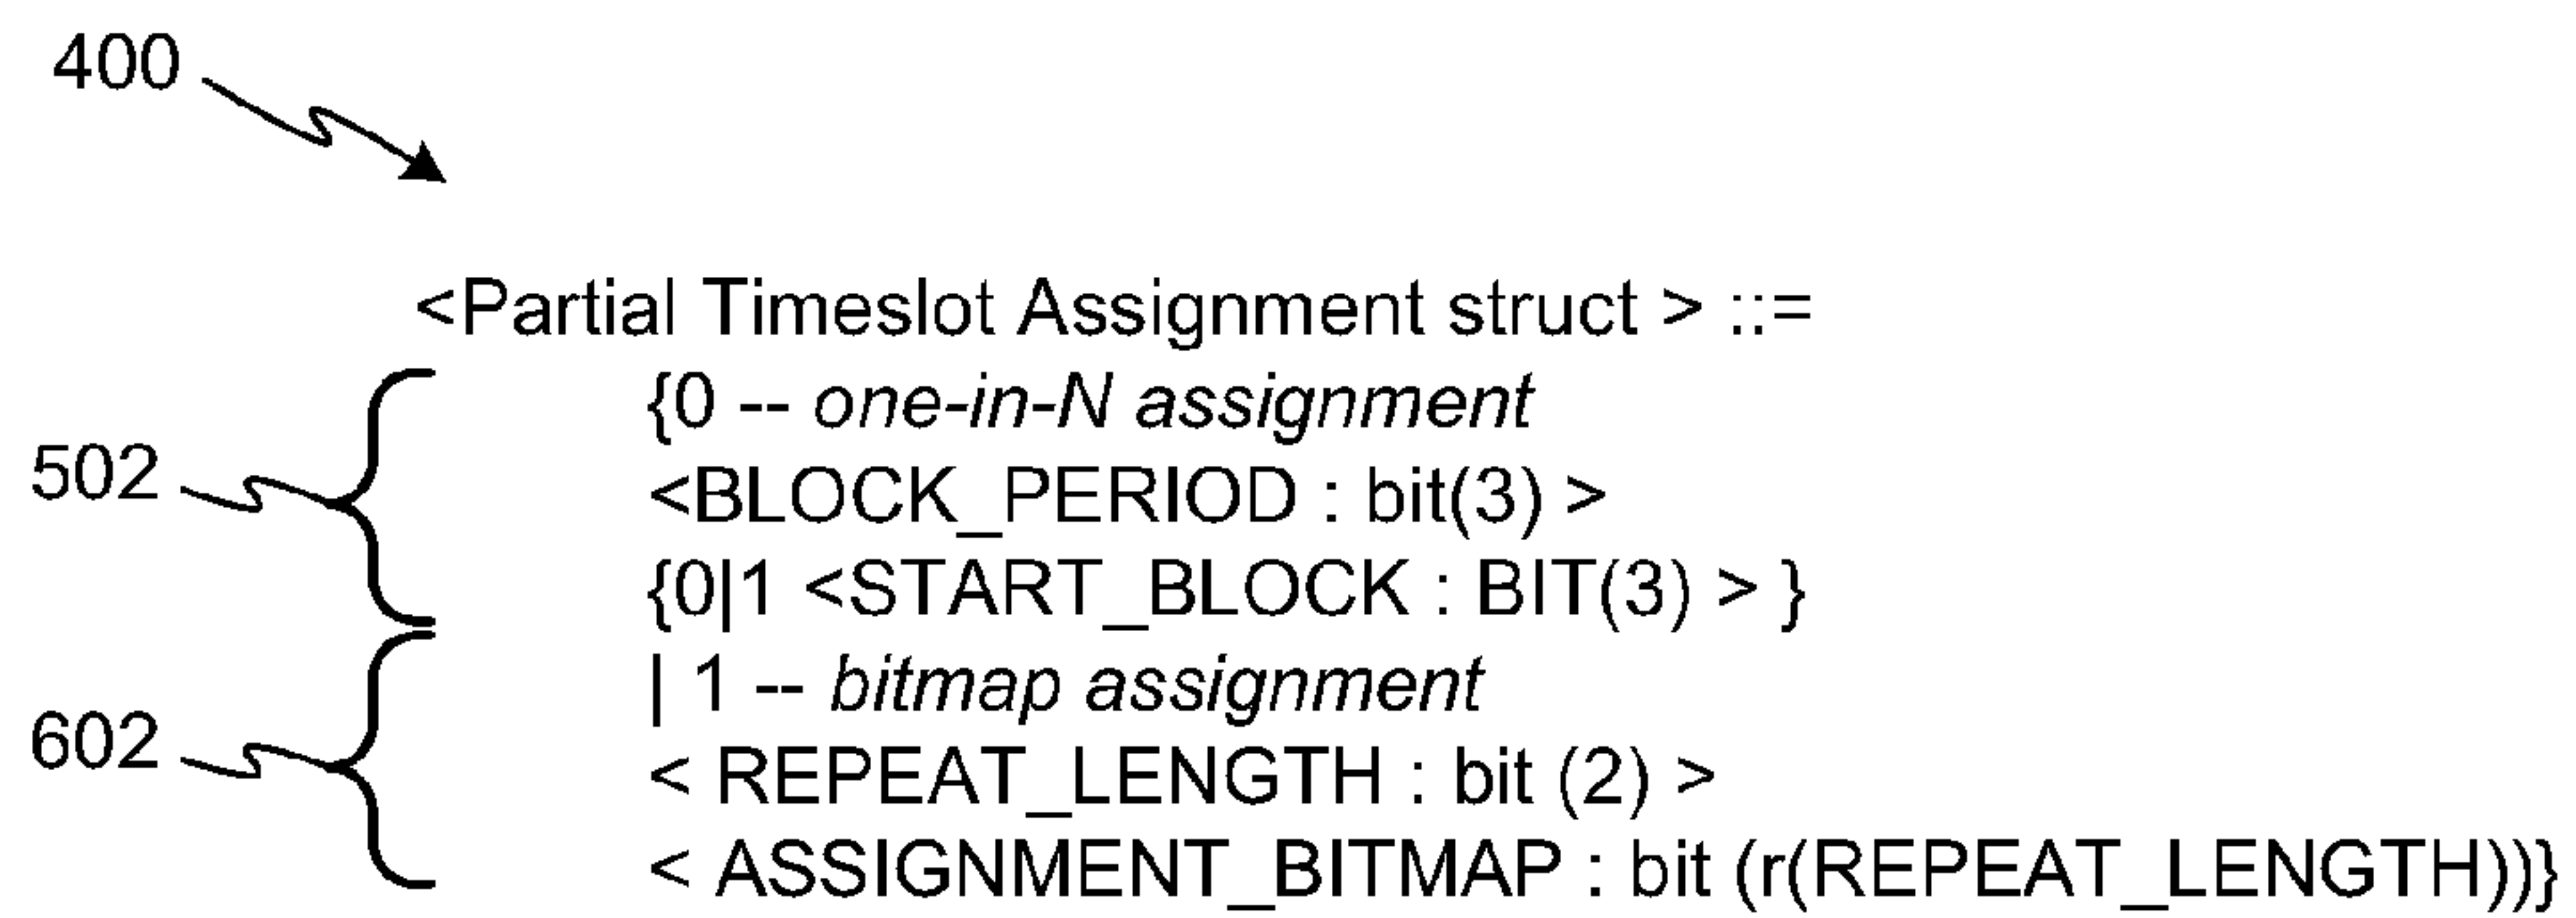 400
<Partial Timeslot Assignment struct > ::=
{0 -- one-in-N assignment
502
<BLOCK_PERIOD : bit(3) >
{0|1 <START_BLOCK : BIT(3) > }
| 1 -- bitmap assignment
602
< REPEAT_LENGTH : bit (2) >
< ASSIGNMENT_BITMAP : bit (r(REPEAT_LENGTH))}